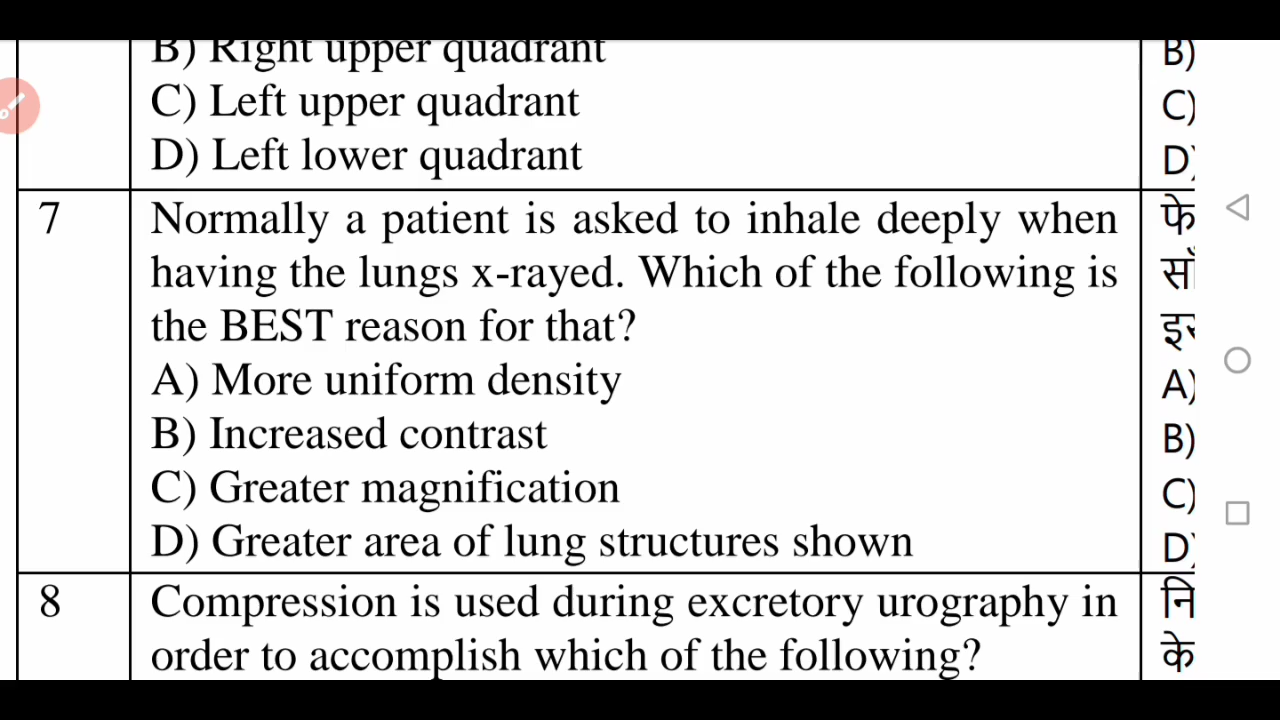 B) Right upper quadrant
B)
C) Left upper quadrant
C)
D) Left lower quadrant
D)
7
Normally a patient is asked to inhale deeply when
having the lungs x-rayed. Which of the following is
the BEST reason for that?
A) More uniform density
B) Increased contrast
C) Greater magnification
D) Greater area of lung structures shown
फे
A)
B)
C)
D)
8
Compression is used during excretory urography in
order to accomplish which of the following?
नि
के